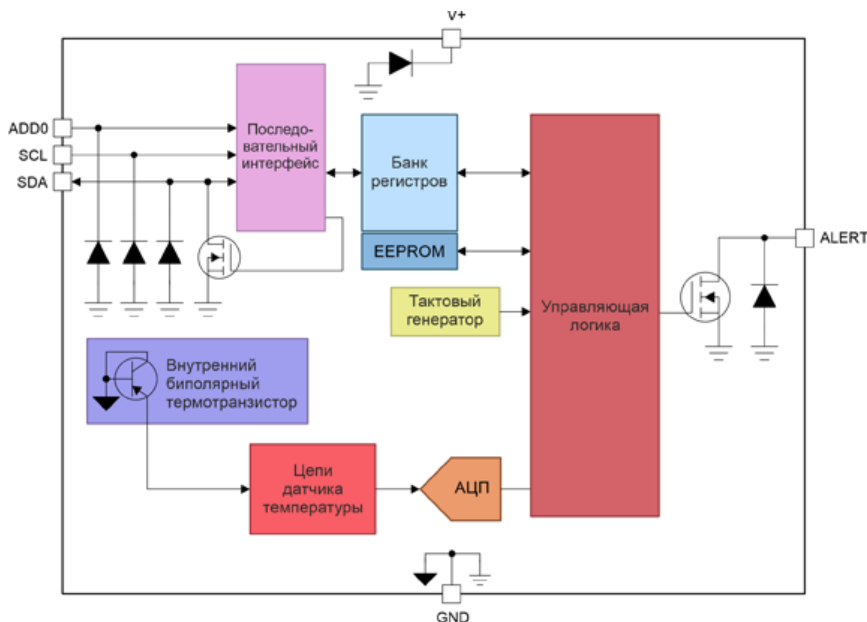 V+
ADD0
SCL
SDA
Последо-
вательный
интерфейс
Банк
регистров
EEPROM
ALERT
Тактовый
генератор
Управляющая
логика
Внутренний
биполярный
термотранзистор
Цепи
датчика
температуры
АЦП
GND